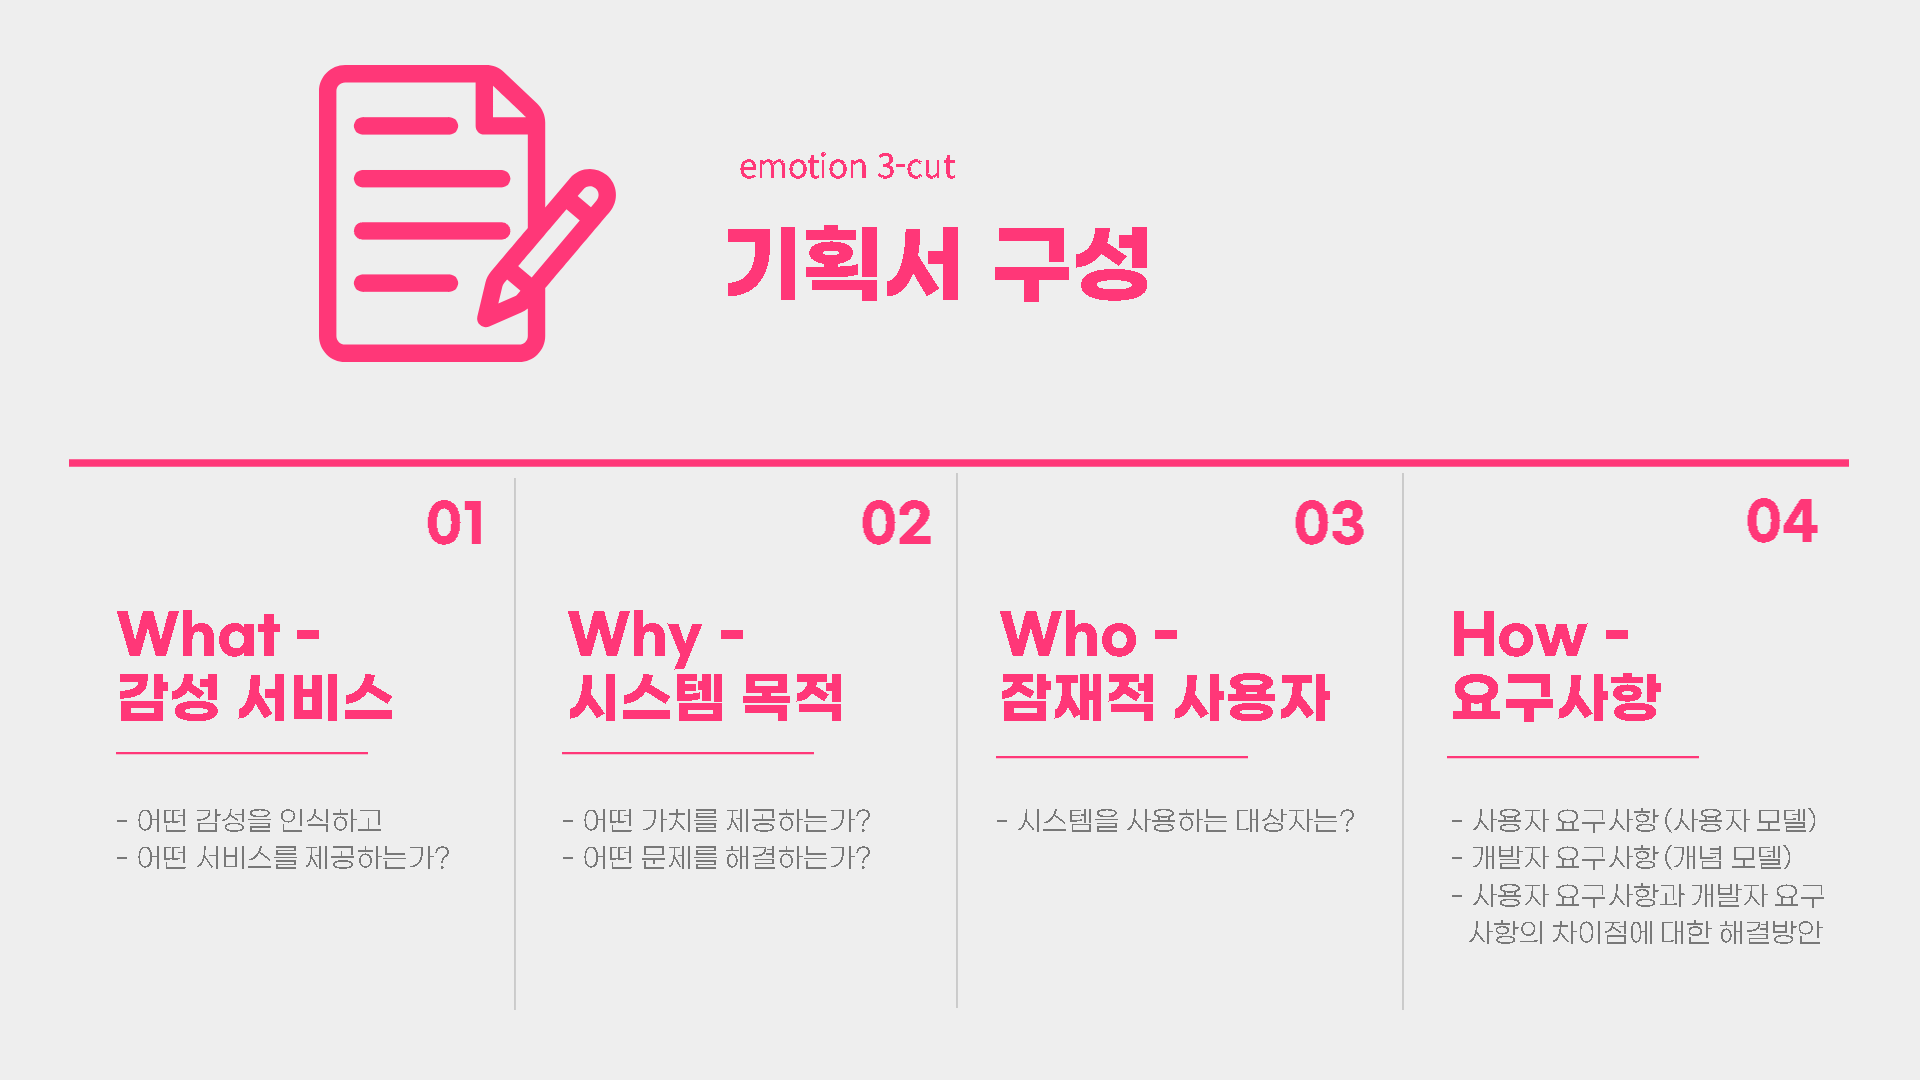 emotion 3-cut
기획서 구성
01
What -
감성 서비스
- 어떤 감성을 인식하고
- 어떤 서비스를 제공하는가?
02
Why -
시스템 목적
- 어떤 가치를 제공하는가?
- 어떤 문제를 해결하는가?
03
Who -
잠재적 사용자
- 시스템을 사용하는 대상자는?
04
How -
요구사항
- 사용자 요구사항 (사용자 모델)
- 개발자 요구사항 (개념 모델)
- 사용자 요구사항과 개발자 요구
사항의 차이점에 대한 해결방안